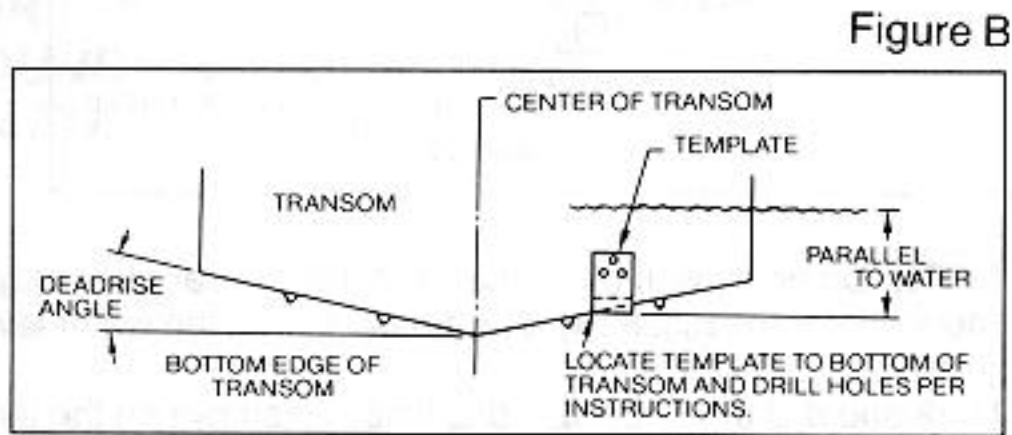 Figure B
CENTER OF TRANSOM
TEMPLATE
TRANSOM
PARALLEL
TO WATER
DEADRISE
ANGLE
BOTTOM EDGE OF
TRANSOM
LOCATE TEMPLATE TO BOTTOM OF
TRANSOM AND DRILL HOLES PER
INSTRUCTIONS.